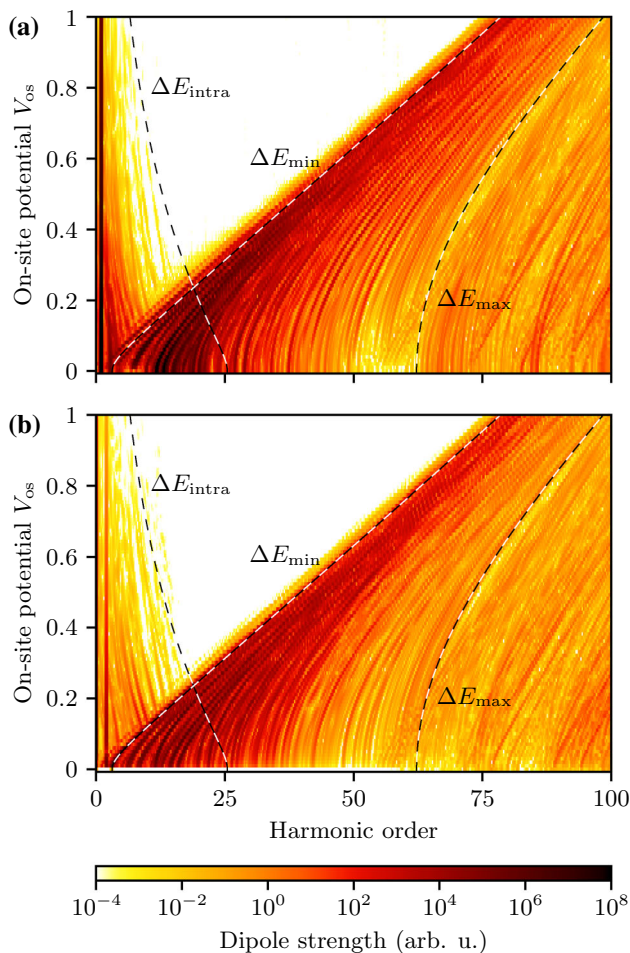 (a)
On-site potential V_os
1
0.8
0.6
0.4
0.2
0
ΔE_intra
ΔE_min
ΔE_max
(b)
On-site potential V_os
1
0.8
0.6
0.4
0.2
0
ΔE_intra
ΔE_min
ΔE_max
0 25 50 75 100
Harmonic order
10^−4 10^−2 10^0 10^2 10^4 10^6 10^8
Dipole strength (arb. u.)